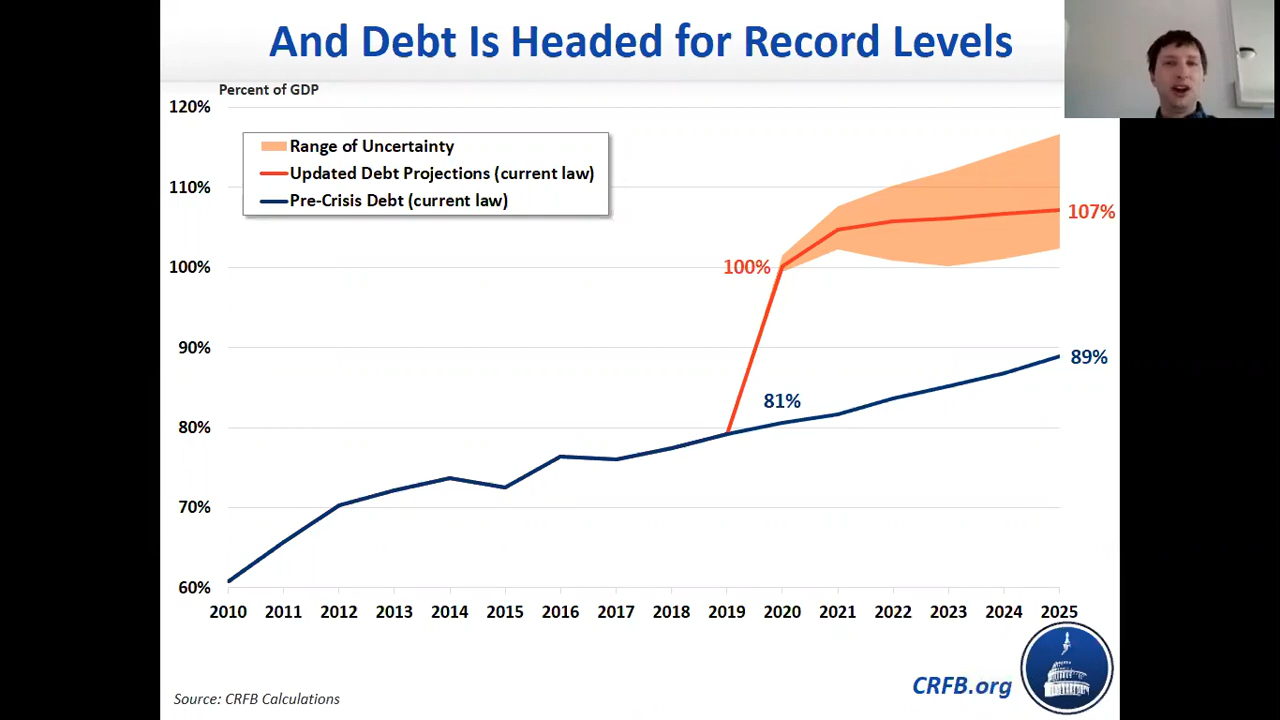 And Debt Is Headed for Record Levels
Percent of GDP
120%
110%
100%
90%
80%
70%
60%
Range of Uncertainty
Updated Debt Projections (current law)
Pre-Crisis Debt (current law)
107%
100%
89%
81%
2010 2011 2012 2013 2014 2015 2016 2017 2018 2019 2020 2021 2022 2023 2024 2025
Source: CRFB Calculations
CRFB.org